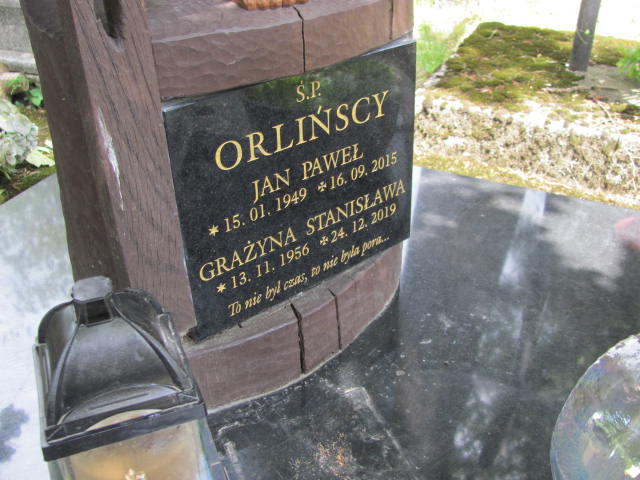 Ś.P.
ORLIŃSCY
JAN PAWEŁ
* 15. 01. 1949 ✠ 16. 09. 2015
GRAŻYNA STANISŁAWA
* 13. 11. 1956 ✠ 24. 12. 2019
To nie był czas, to nie była pora...